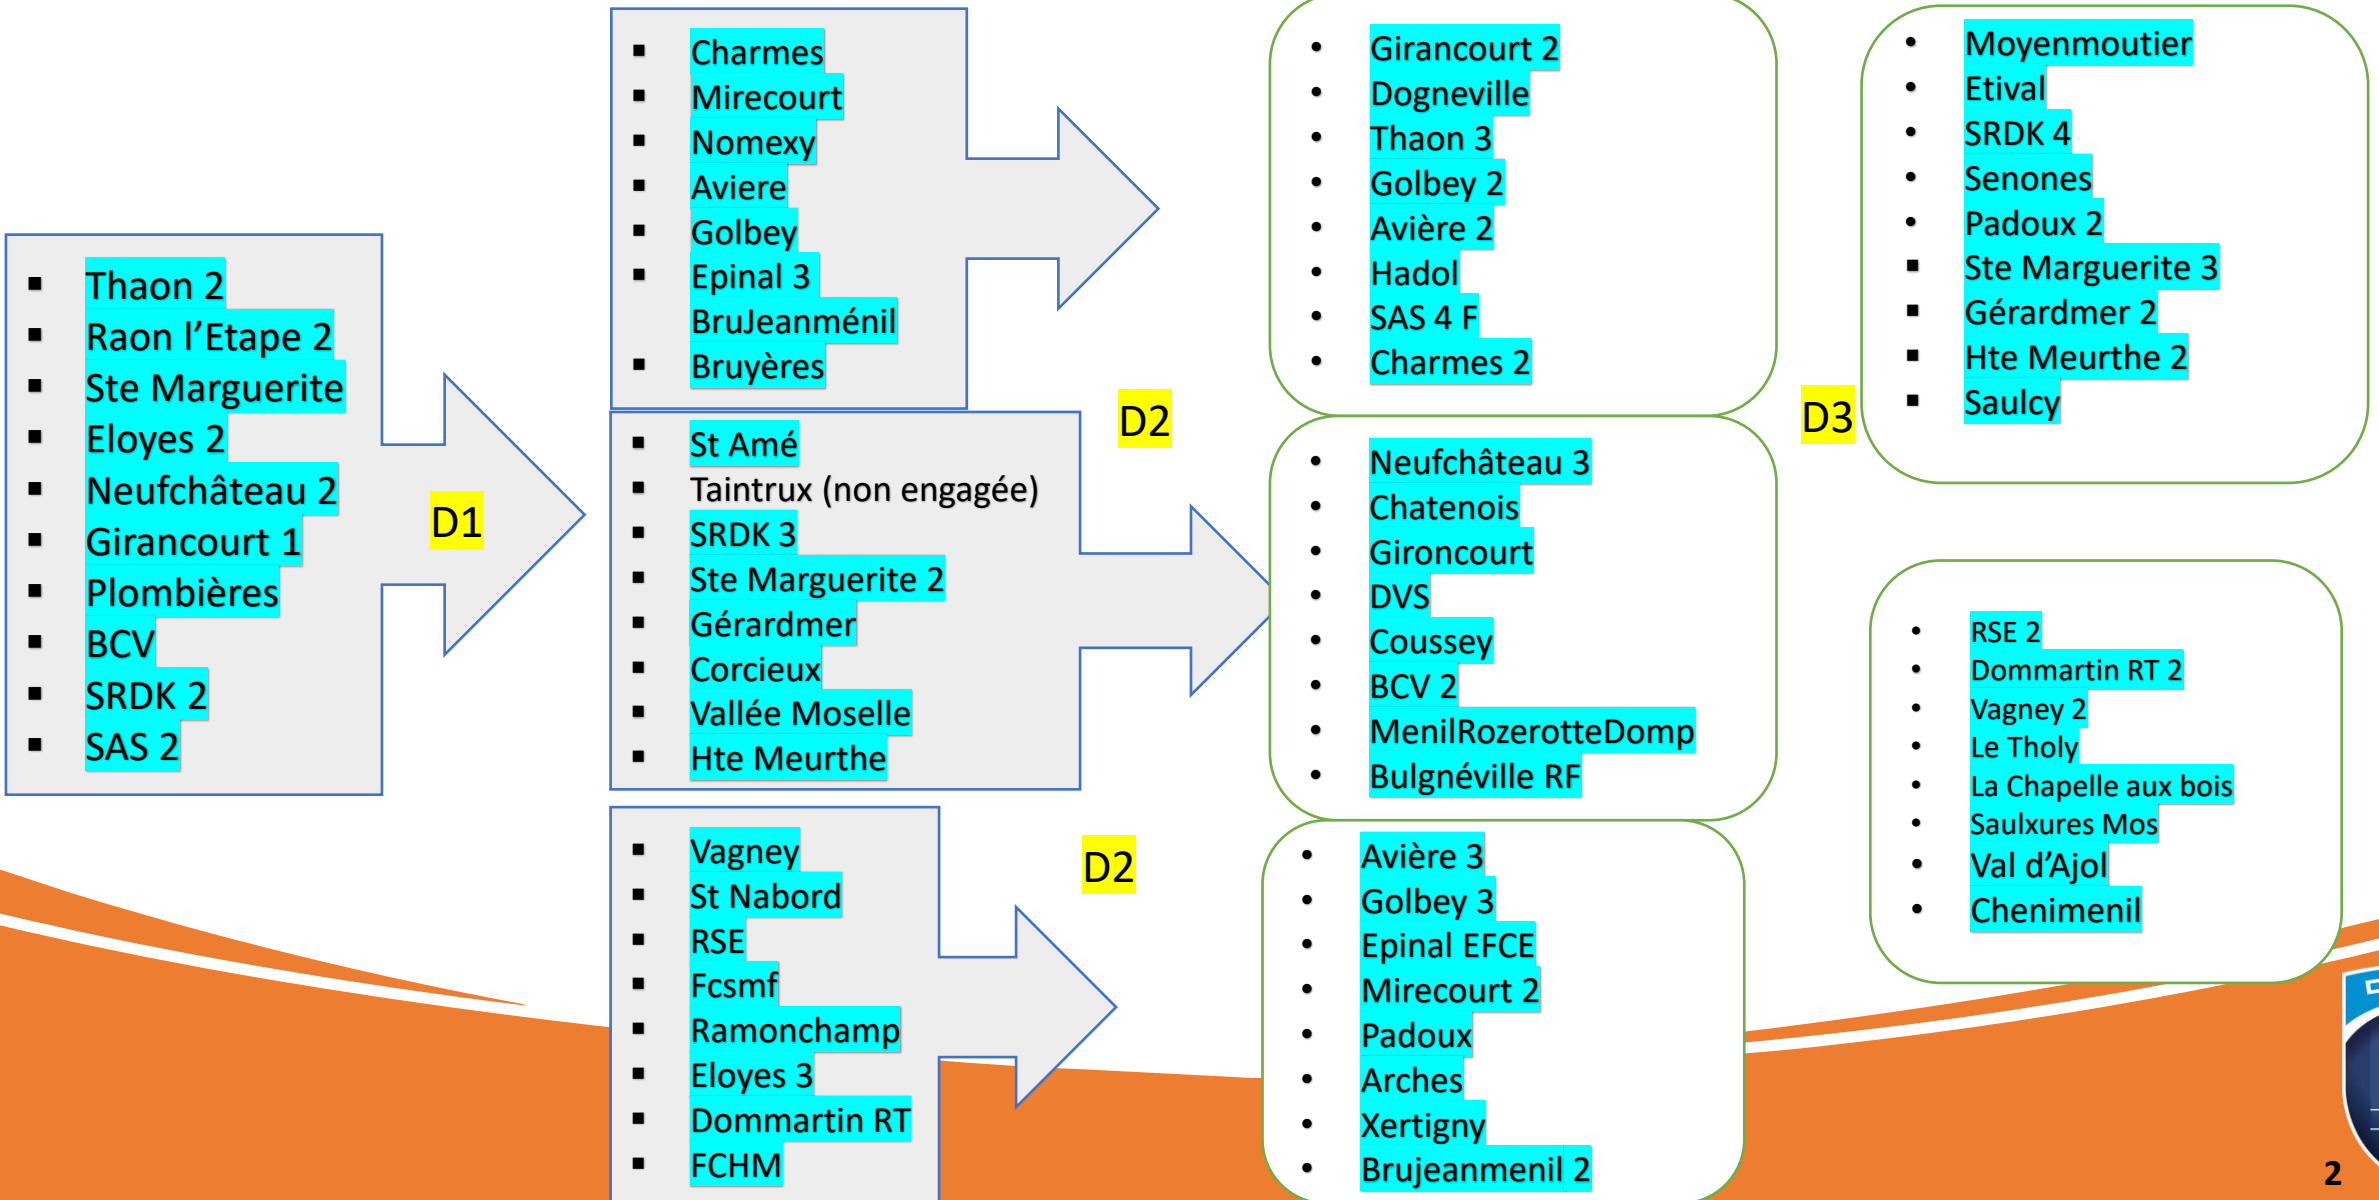 Thaon 2
Raon l’Etape 2
Ste Marguerite
Eloyes 2
Neufchâteau 2
Girancourt 1
Plombières
BCV
SRDK 2
SAS 2
D1
Charmes
Mirecourt
Nomexy
Aviere
Golbey
Epinal 3
BruJeanménil
Bruyères
St Amé
Taintrux (non engagée)
SRDK 3
Ste Marguerite 2
Gérardmer
Corcieux
Vallée Moselle
Hte Meurthe
D2
Vagney
St Nabord
RSE
Fcsmf
Ramonchamp
Eloyes 3
Dommartin RT
FCHM
D2
Girancourt 2
Dogneville
Thaon 3
Golbey 2
Avière 2
Hadol
SAS 4 F
Charmes 2
Neufchâteau 3
Chatenois
Gironcourt
DVS
Coussey
BCV 2
MenilRozerotteDomp
Bulgnéville RF
Avière 3
Golbey 3
Epinal EFCE
Mirecourt 2
Padoux
Arches
Xertigny
Brujeanmenil 2
D3
Moyenmoutier
Etival
SRDK 4
Senones
Padoux 2
Ste Marguerite 3
Gérardmer 2
Hte Meurthe 2
Saulcy
RSE 2
Dommartin RT 2
Vagney 2
Le Tholy
La Chapelle aux bois
Saulxures Mos
Val d’Ajol
Chenimenil
2